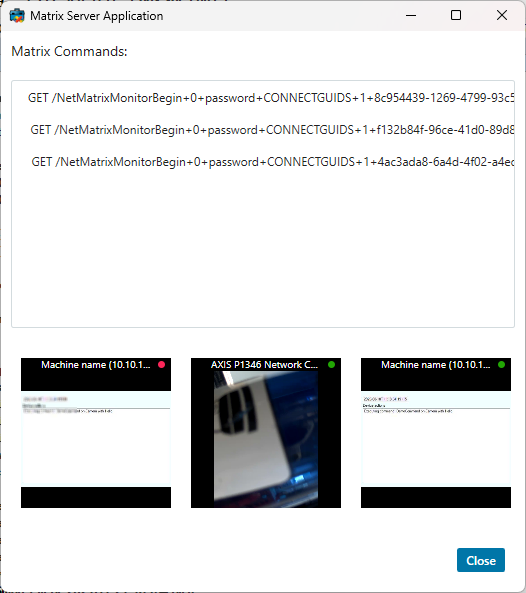 Matrix Server Application
Matrix Commands:
GET /NetMatrixMonitorBegin+0+password+CONNECTGUIDS+1+8c954439-1269-4799-93c5
GET /NetMatrixMonitorBegin+0+password+CONNECTGUIDS+1+f132b84f-96ce-41d0-89d8
GET /NetMatrixMonitorBegin+0+password+CONNECTGUIDS+1+4ac3ada8-6a4d-4f02-a4ec
Machine name (10.10.1...
AXIS P1346 Network C...
Machine name (10.10.1...
Close